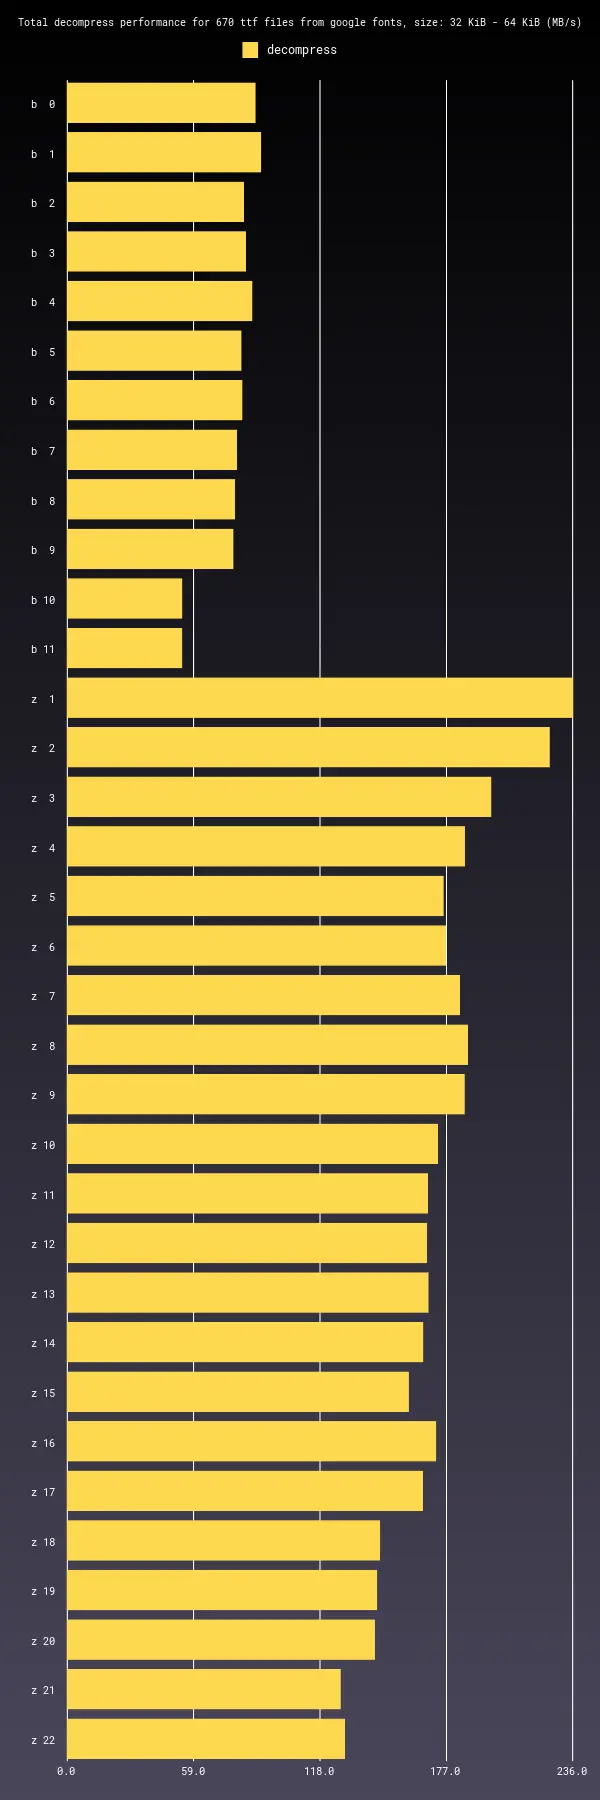 Total decompress performance for 670 ttf files from google fonts, size: 32 KiB - 64 KiB (MB/s)
decompress
b 0
b 1
b 2
b 3
b 4
b 5
b 6
b 7
b 8
b 9
b 10
b 11
z 1
z 2
z 3
z 4
z 5
z 6
z 7
z 8
z 9
z 10
z 11
z 12
z 13
z 14
z 15
z 16
z 17
z 18
z 19
z 20
z 21
z 22
0.0 59.0 118.0 177.0 236.0